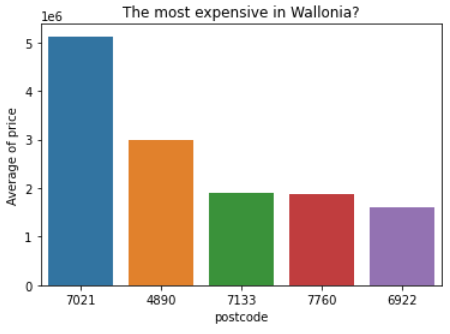 The most expensive in Wallonia?
1e6
5
4
3
2
1
0
Average of price
7021 4890 7133 7760 6922
postcode